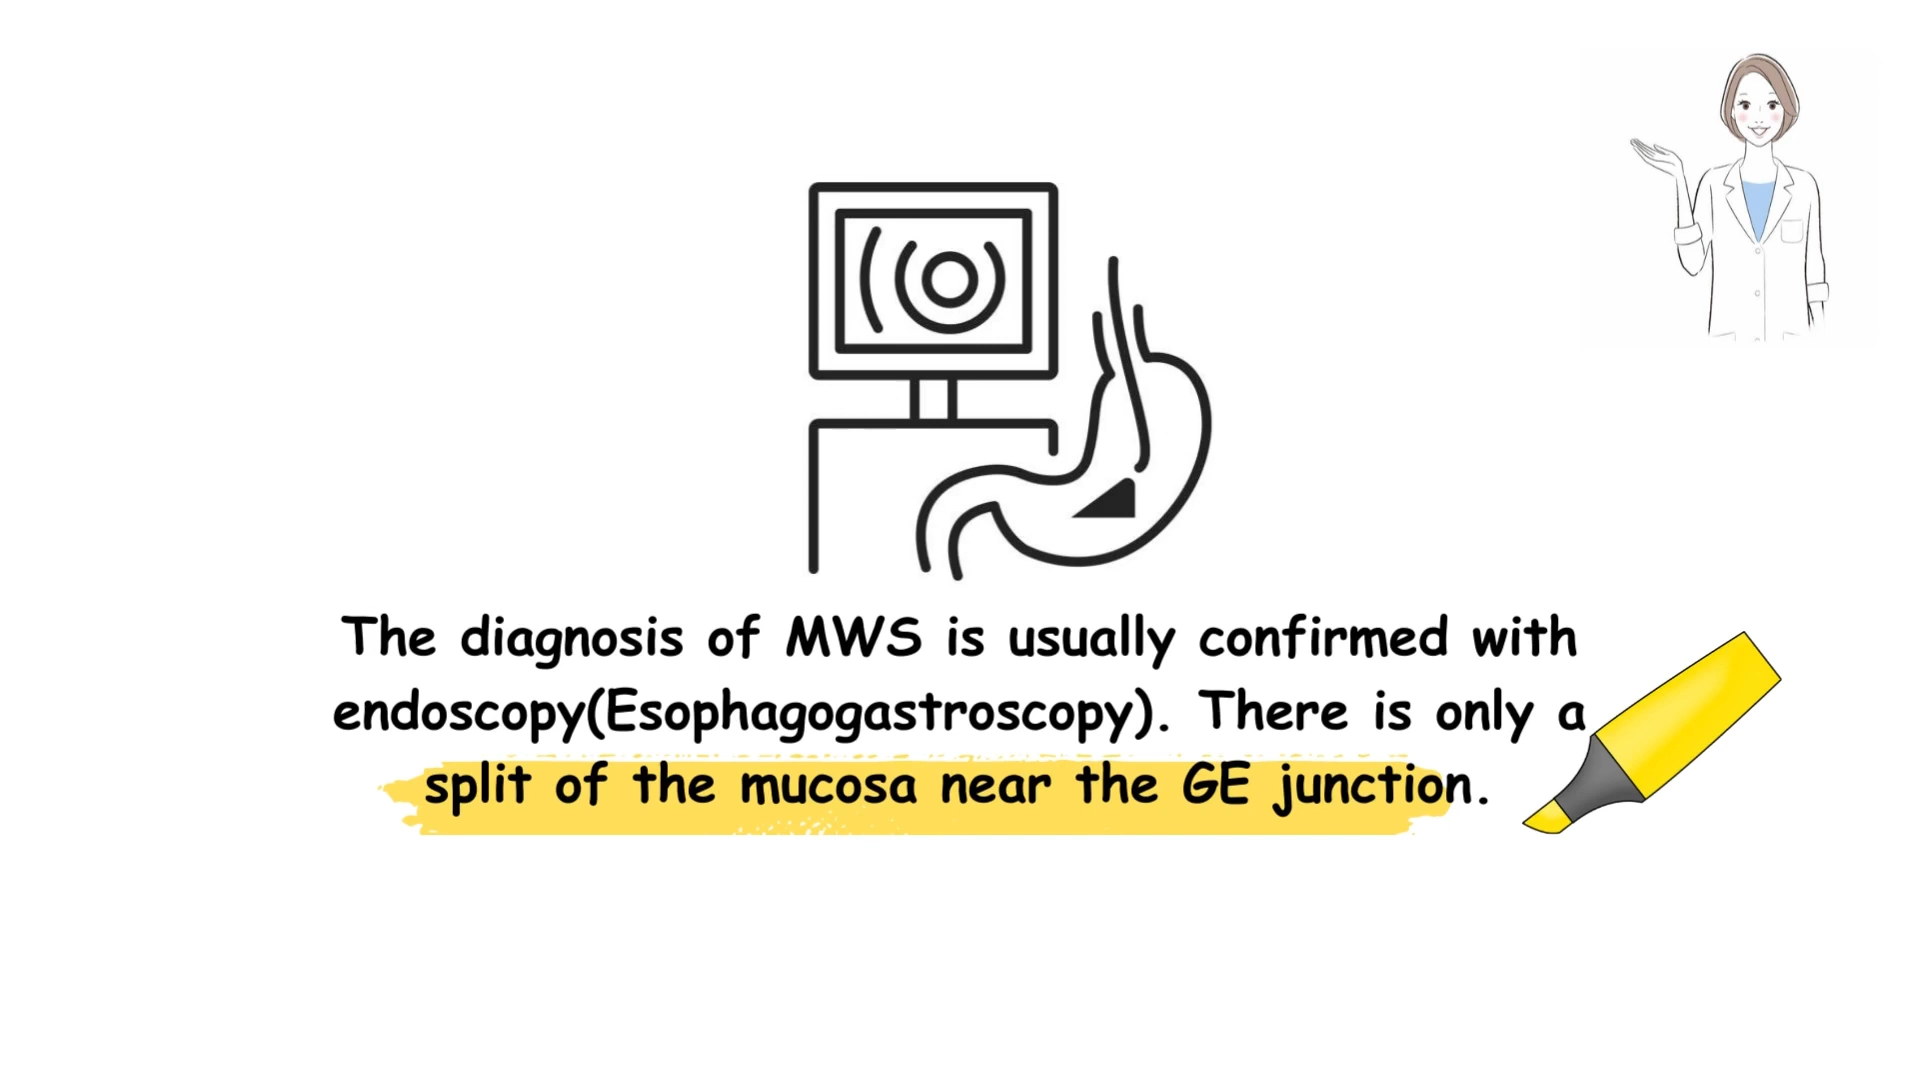 The diagnosis of MWS is usually confirmed with
endoscopy(Esophagogastroscopy). There is only a
split of the mucosa near the GE junction.